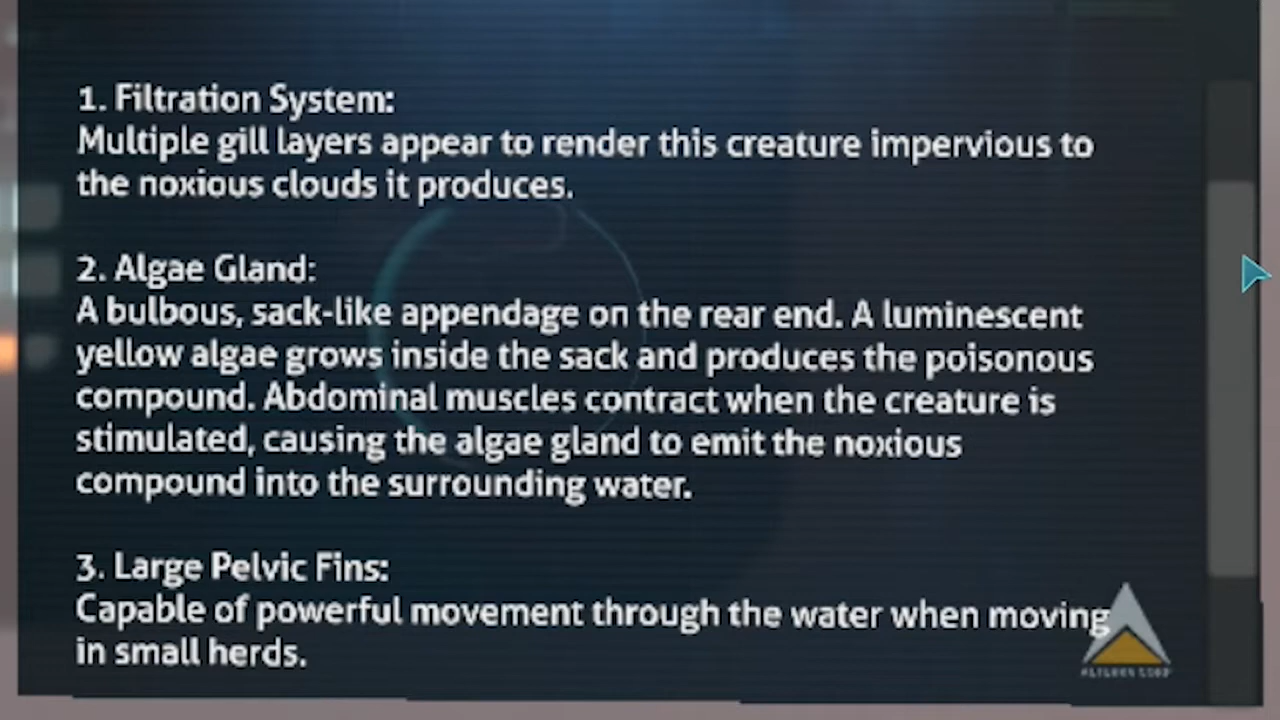 1. Filtration System:
Multiple gill layers appear to render this creature impervious to
the noxious clouds it produces.
2. Algae Gland:
A bulbous, sack-like appendage on the rear end. A luminescent
yellow algae grows inside the sack and produces the poisonous
compound. Abdominal muscles contract when the creature is
stimulated, causing the algae gland to emit the noxious
compound into the surrounding water.
3. Large Pelvic Fins:
Capable of powerful movement through the water when moving
in small herds.